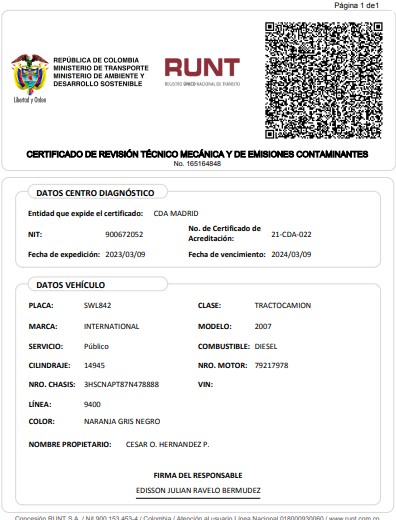 Página 1 de1
REPÚBLICA DE COLOMBIA
MINISTERIO DE TRANSPORTE
MINISTERIO DE AMBIENTE Y
DESARROLLO SOSTENIBLE
Libertad y Orden
RUNT
REGISTRO ÚNICO NACIONAL DE TRÁNSITO
CERTIFICADO DE REVISIÓN TÉCNICO MECÁNICA Y DE EMISIONES CONTAMINANTES
No. 165164848
DATOS CENTRO DIAGNÓSTICO
Entidad que expide el certificado: CDA MADRID
NIT: 900672052 No. de Certificado de Acreditación: 21-CDA-022
Fecha de expedición: 2023/03/09 Fecha de vencimiento: 2024/03/09
DATOS VEHÍCULO
PLACA: SWL842 CLASE: TRACTOCAMION
MARCA: INTERNATIONAL MODELO: 2007
SERVICIO: Público COMBUSTIBLE: DIESEL
CILINDRAJE: 14945 NRO. MOTOR: 79217978
NRO. CHASIS: 3HSCNAPT87N478888 VIN:
LÍNEA: 9400
COLOR: NARANJA GRIS NEGRO
NOMBRE PROPIETARIO: CESAR O. HERNANDEZ P.
FIRMA DEL RESPONSABLE
EDISSON JULIAN RAVELO BERMUDEZ
Concesión RUNT S.A. / Nit 900.153.453-4 / Colombia / Atención al usuario Línea Nacional 018000930060 / www.runt.com.co